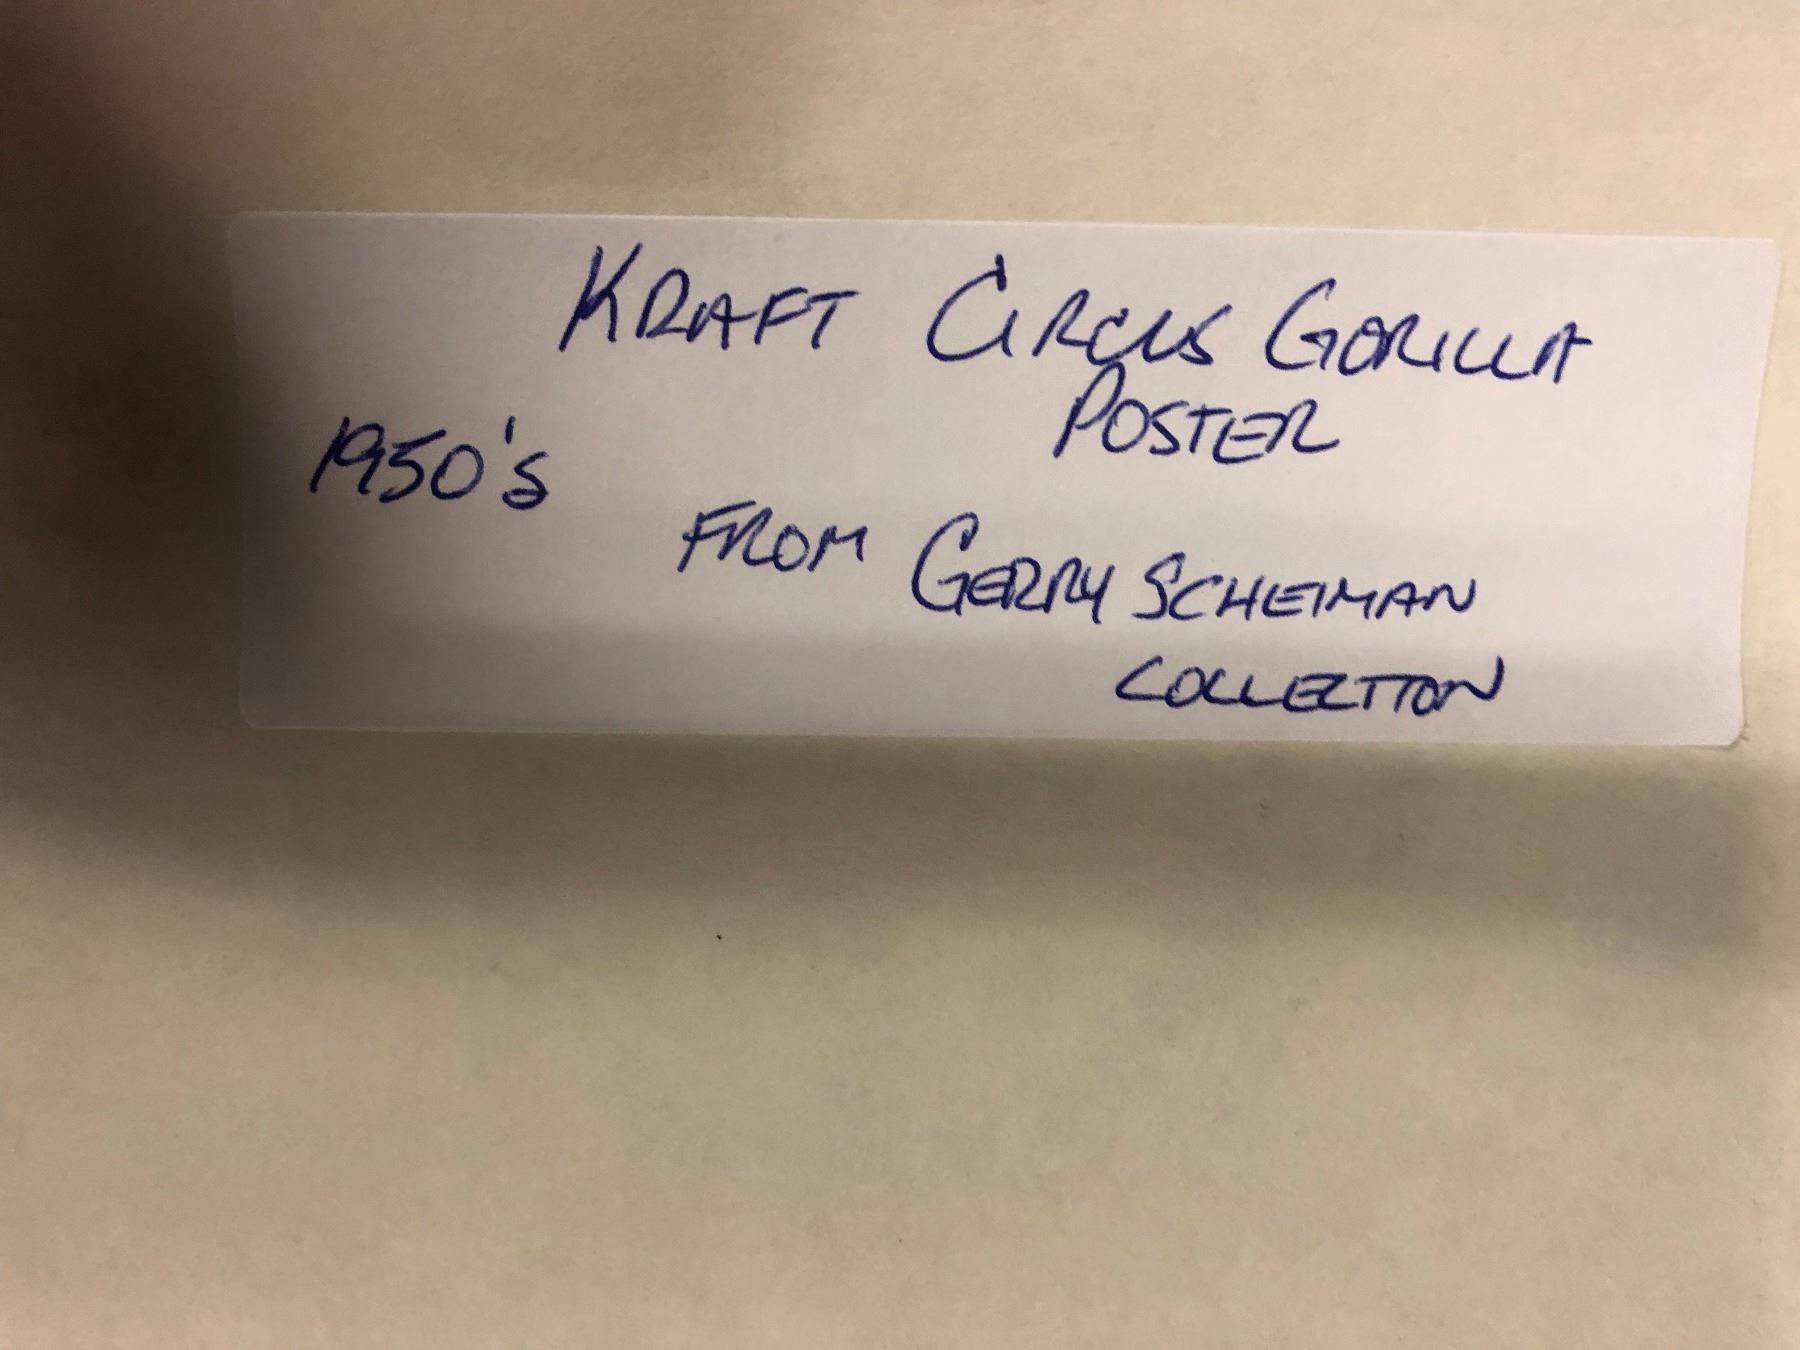 KRAFT CIRCUS GORILLA
POSTER
1950's
FROM GERRY SCHEIMAN
COLLECTION